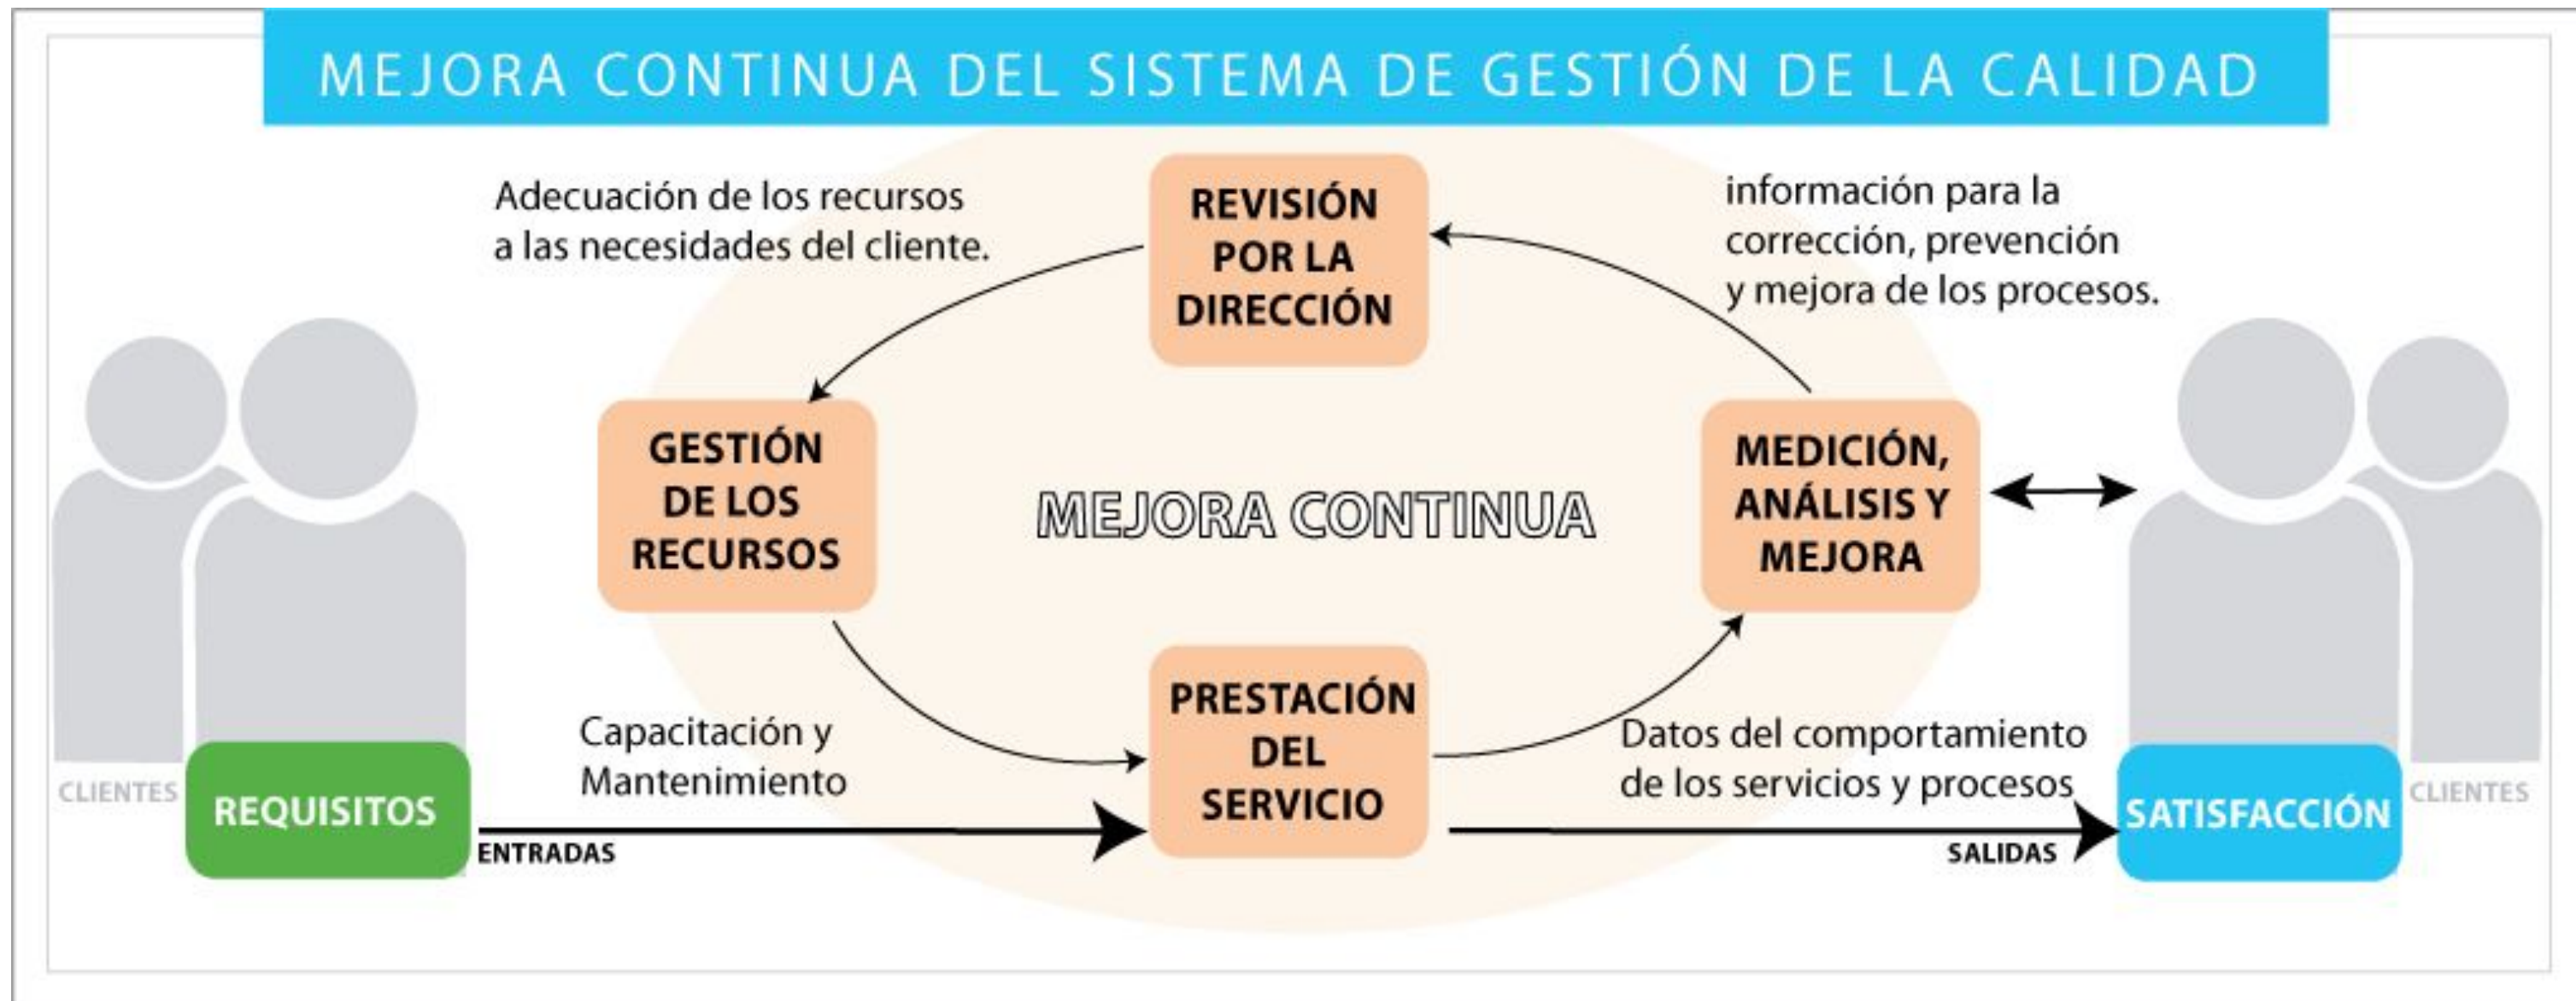 MEJORA CONTINUA DEL SISTEMA DE GESTIÓN DE LA CALIDAD
Adecuación de los recursos
a las necesidades del cliente.
REVISIÓN
POR LA
DIRECCIÓN
información para la
corrección, prevención
y mejora de los procesos.
GESTIÓN
DE LOS
RECURSOS
MEJORA CONTINUA
MEDICIÓN,
ANÁLISIS Y
MEJORA
Capacitación y
Mantenimiento
PRESTACIÓN
DEL
SERVICIO
Datos del comportamiento
de los servicios y procesos
CLIENTES
REQUISITOS
ENTRADAS
SALIDAS
SATISFACCIÓN
CLIENTES